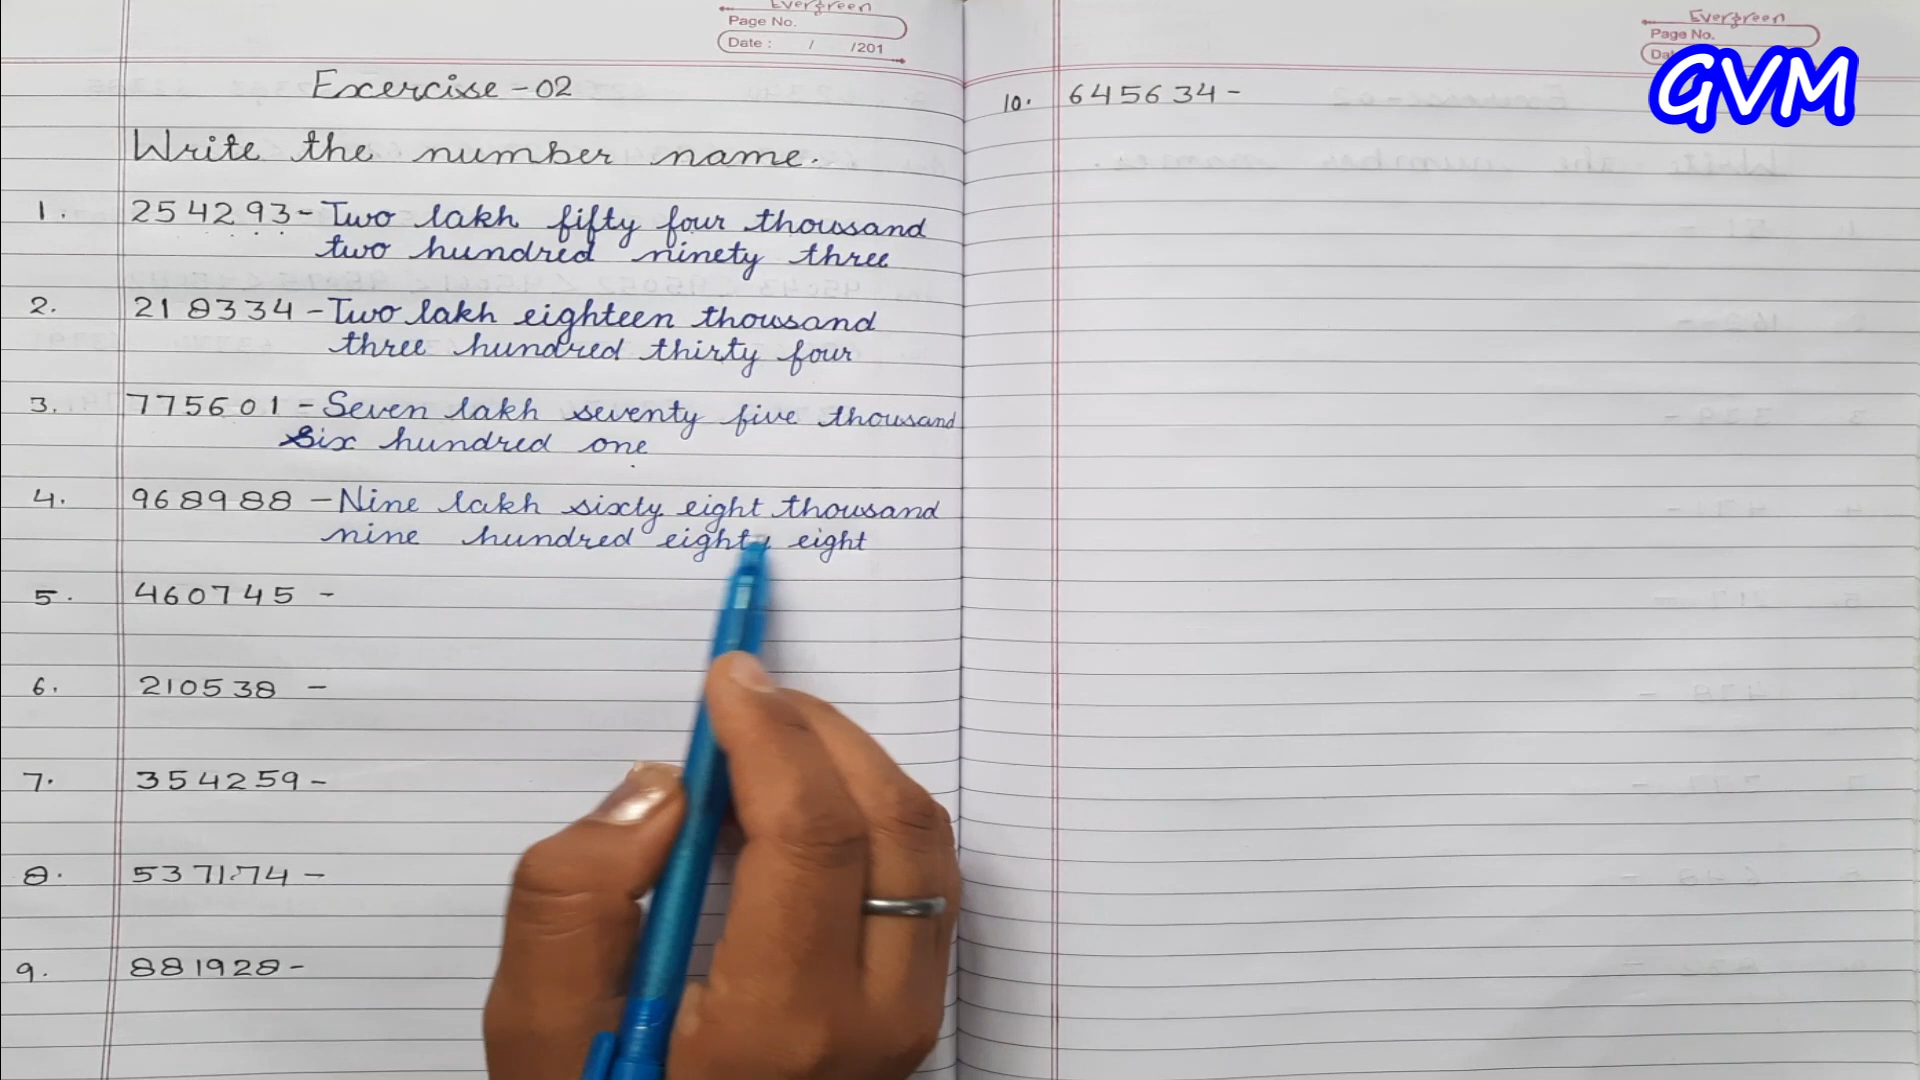 Evergreen
Page No.
Date : / /201
Excercise - 02
Write the number name.
1. 254293 - Two lakh fifty four thousand
two hundred ninety three
2. 218334 - Two lakh eighteen thousand
three hundred thirty four
3. 775601 - Seven lakh seventy five thousand
Six hundred one
4. 968988 - Nine lakh sixty eight thousand
nine hundred eighty eight
5. 460745 -
6. 210538 -
7. 354259 -
8. 537174 -
9. 881928 -
Evergreen
Page No.
GVM
10. 645634 -